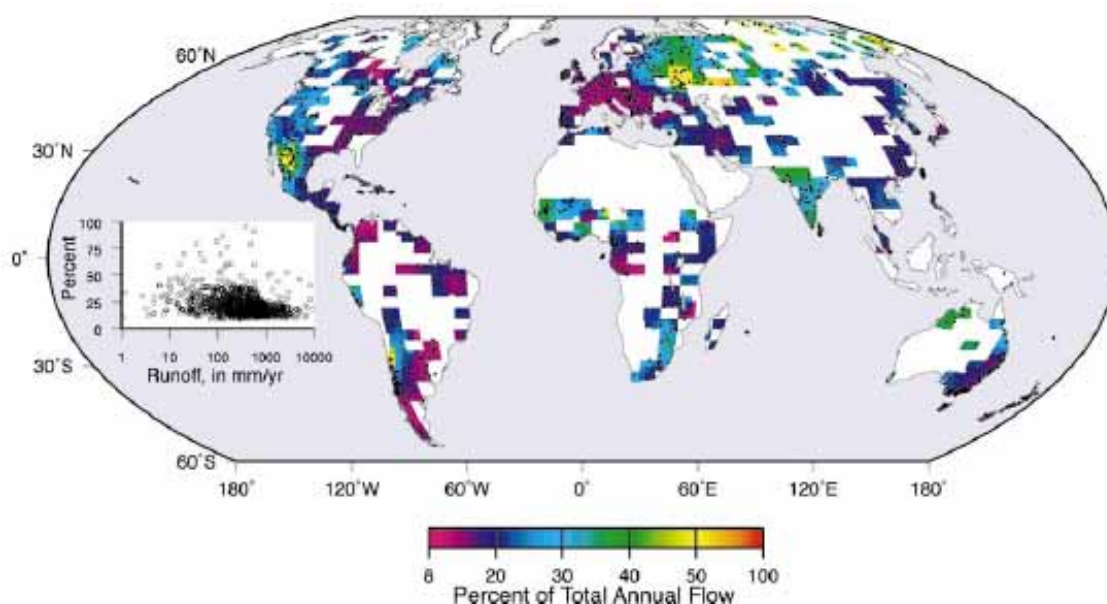 60°N
30°N
0°
30°S
60°S
100
75
50
25
0
Percent
1 10 100 1000 10000
Runoff, in mm/yr
180° 120°W 60°W 0° 60°E 120°E 180°
8 20 30 40 50 100
Percent of Total Annual Flow